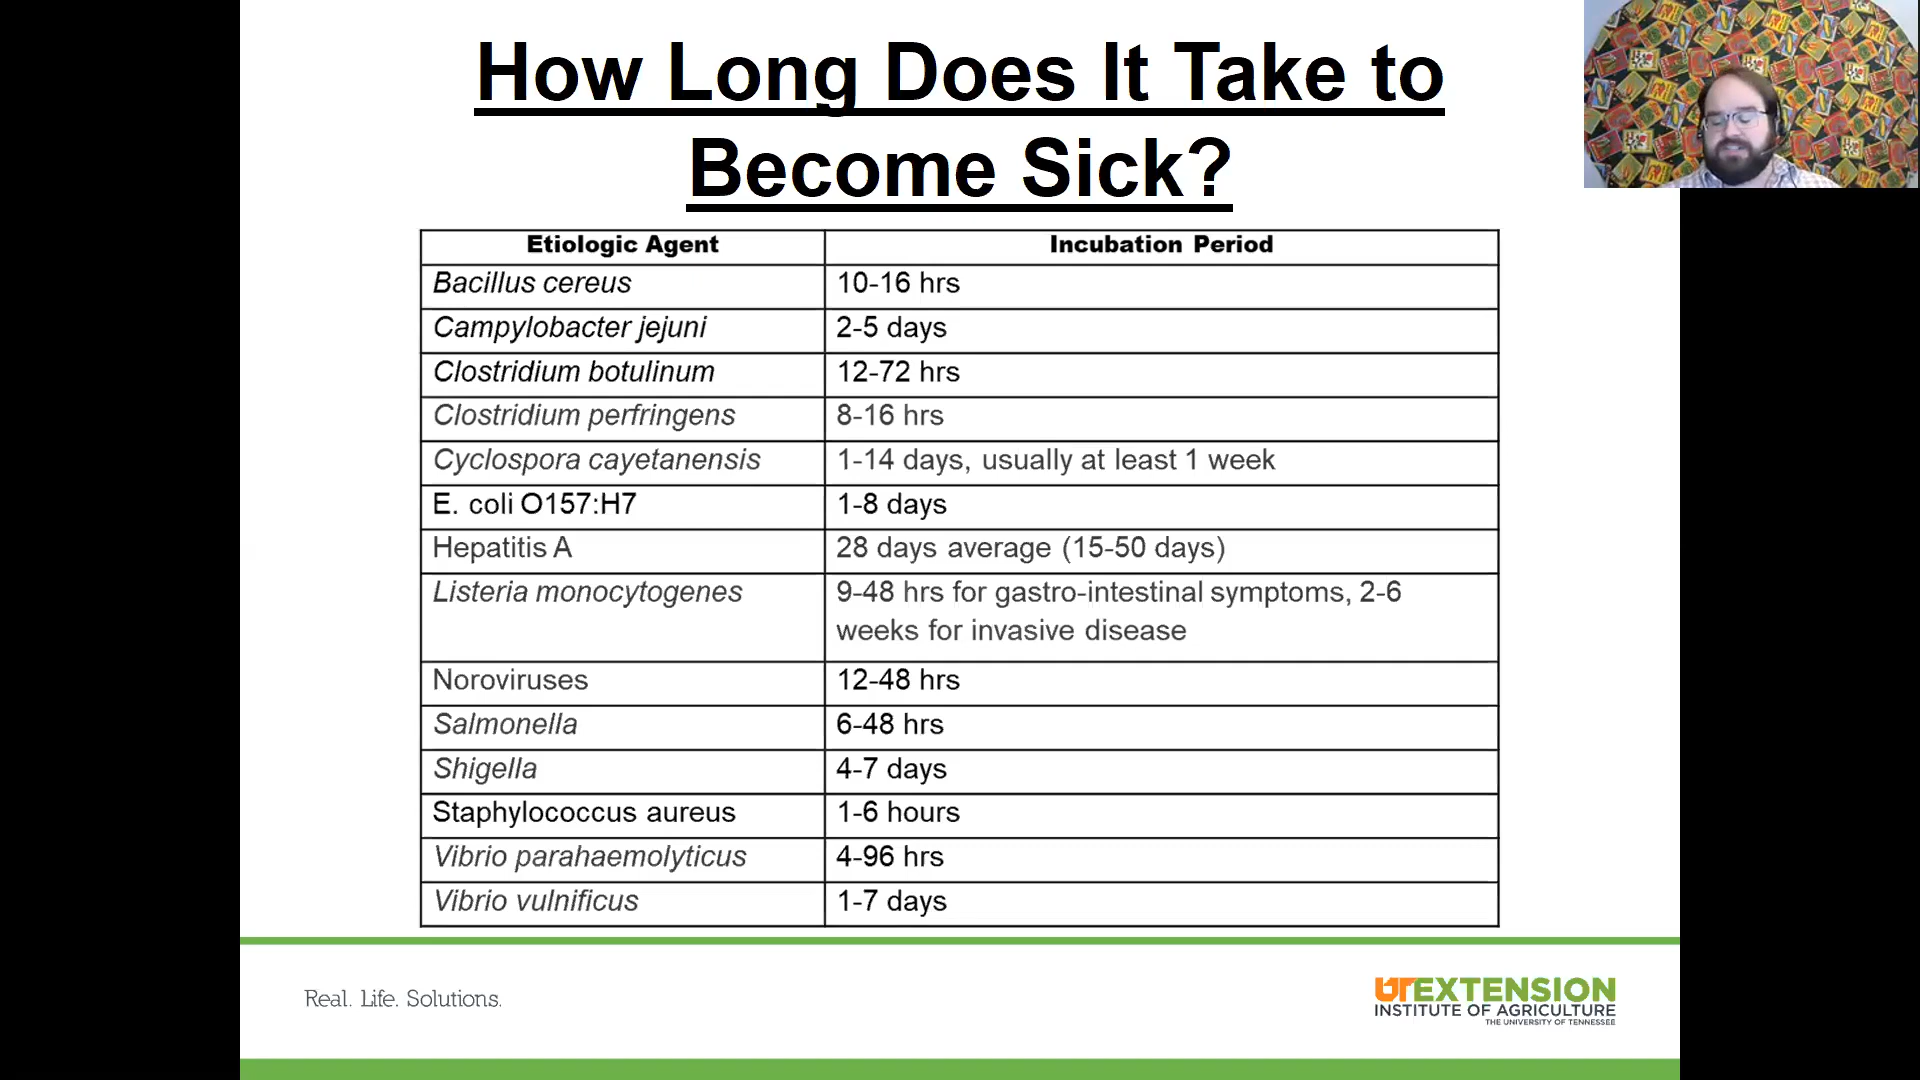 How Long Does It Take to
Become Sick?
Etiologic Agent Incubation Period
Bacillus cereus 10-16 hrs
Campylobacter jejuni 2-5 days
Clostridium botulinum 12-72 hrs
Clostridium perfringens 8-16 hrs
Cyclospora cayetanensis 1-14 days, usually at least 1 week
E. coli O157:H7 1-8 days
Hepatitis A 28 days average (15-50 days)
Listeria monocytogenes 9-48 hrs for gastro-intestinal symptoms, 2-6
weeks for invasive disease
Noroviruses 12-48 hrs
Salmonella 6-48 hrs
Shigella 4-7 days
Staphylococcus aureus 1-6 hours
Vibrio parahaemolyticus 4-96 hrs
Vibrio vulnificus 1-7 days
Real. Life. Solutions.
UT EXTENSION
INSTITUTE OF AGRICULTURE
THE UNIVERSITY OF TENNESSEE